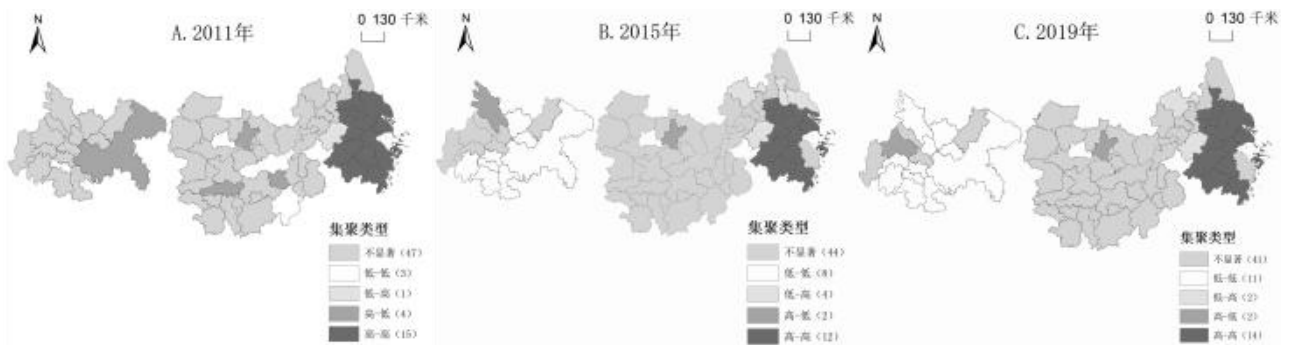 N
A.2011年
0 130 千米
集聚类型
不显著（47）
低-低（3）
低-高（1）
高-低（4）
高-高（15）
N
B.2015年
0 130 千米
集聚类型
不显著（44）
低-低（8）
低-高（4）
高-低（2）
高-高（12）
N
C.2019年
0 130 千米
集聚类型
不显著（41）
低-低（11）
低-高（2）
高-低（2）
高-高（14）